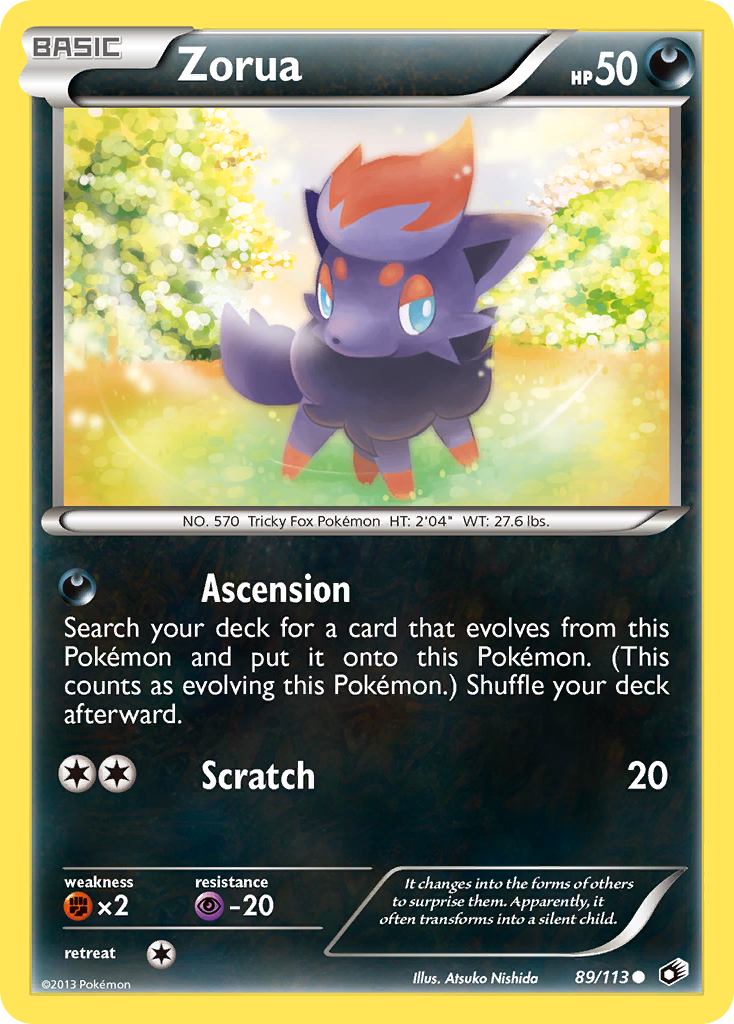 BASIC
Zorua
HP50
NO. 570 Tricky Fox Pokémon HT: 2'04" WT: 27.6 lbs.
Ascension
Search your deck for a card that evolves from this
Pokémon and put it onto this Pokémon. (This
counts as evolving this Pokémon.) Shuffle your deck
afterward.
Scratch 20
weakness
×2
resistance
-20
retreat
It changes into the forms of others
to surprise them. Apparently, it
often transforms into a silent child.
©2013 Pokémon
Illus. Atsuko Nishida
89/113